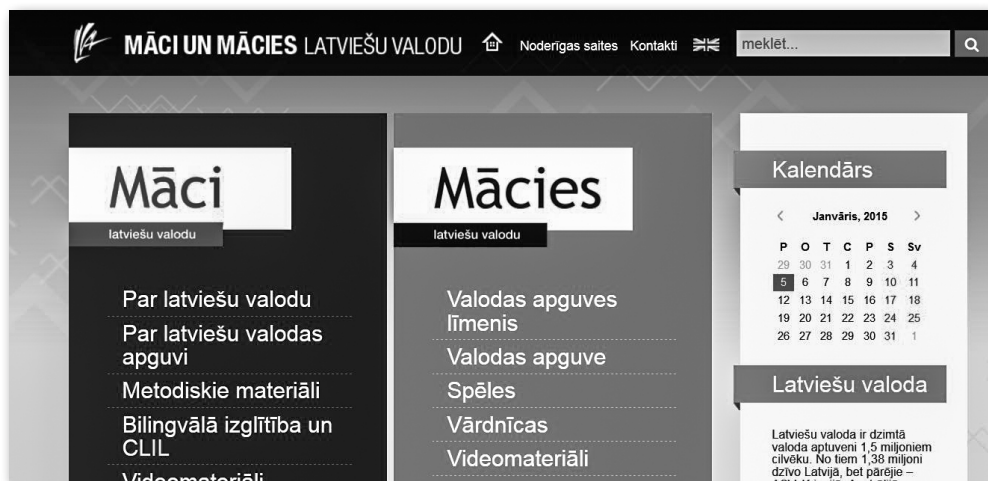 MĀCI UN MĀCIES LATVIEŠU VALODU
Noderīgas saites Kontakti
meklēt...
Māci
latviešu valodu
Par latviešu valodu
Par latviešu valodas
apguvi
Metodiskie materiāli
Bilingvālā izglītība un
CLIL
Videomateriāli
Mācies
latviešu valodu
Valodas apguves
līmenis
Valodas apguve
Spēles
Vārdnīcas
Videomateriāli
Kalendārs
< Janvāris, 2015 >
P O T C P S Sv
29 30 31 1 2 3 4
5 6 7 8 9 10 11
12 13 14 15 16 17 18
19 20 21 22 23 24 25
26 27 28 29 30 31 1
Latviešu valoda
Latviešu valoda ir dzimtā
valoda aptuveni 1,5 miljoniem
cilvēku. No tiem 1,38 miljoni
dzīvo Latvijā, bet pārējie –